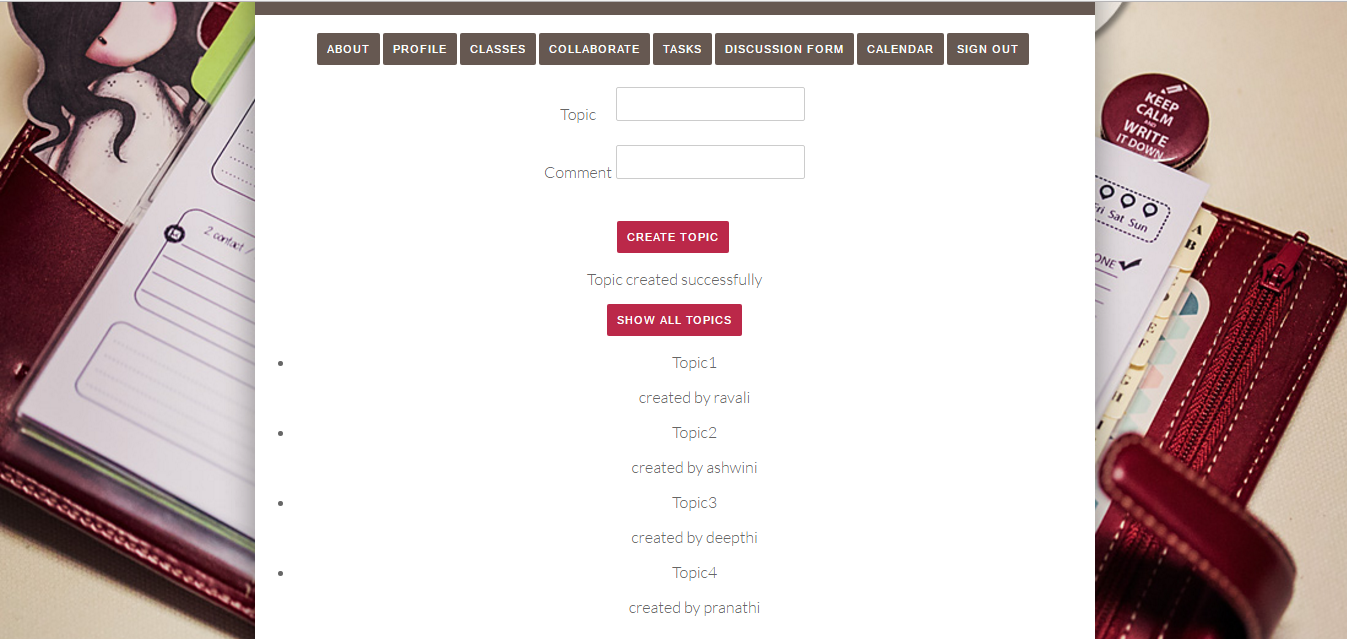 ABOUT PROFILE CLASSES COLLABORATE TASKS DISCUSSION FORM CALENDAR SIGN OUT
Topic
Comment
CREATE TOPIC
Topic created successfully
SHOW ALL TOPICS
Topic1
created by ravali
Topic2
created by ashwini
Topic3
created by deepthi
Topic4
created by pranathi
2 contact /
KEEP
CALM
AND
WRITE
IT DOWN
Fri Sat Sun
ONE
A
B
E
F
G
H
I